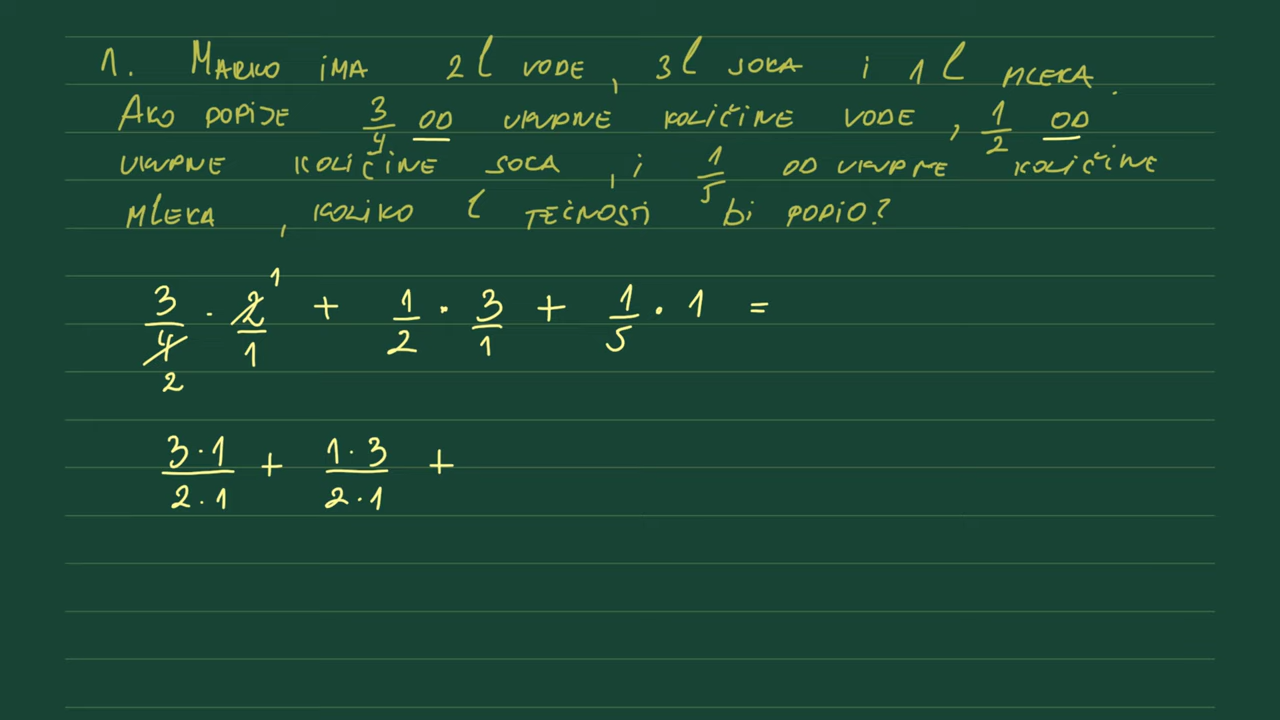 1. MARKO IMA 2 l VODE, 3 l SOKA i 1 l MLEKA.
AKO POPIJE 3/4 OD UKUPNE KOLIČINE VODE, 1/2 OD
UKUPNE KOLIČINE SOKA, i 1/5 OD UKUPNE KOLIČINE
MLEKA, KOLIKO l TEČNOSTI bi POPIO?
3/4 · 2/1 + 1/2 · 3/1 + 1/5 · 1 =
1
2
3·1/2·1 + 1·3/2·1 +